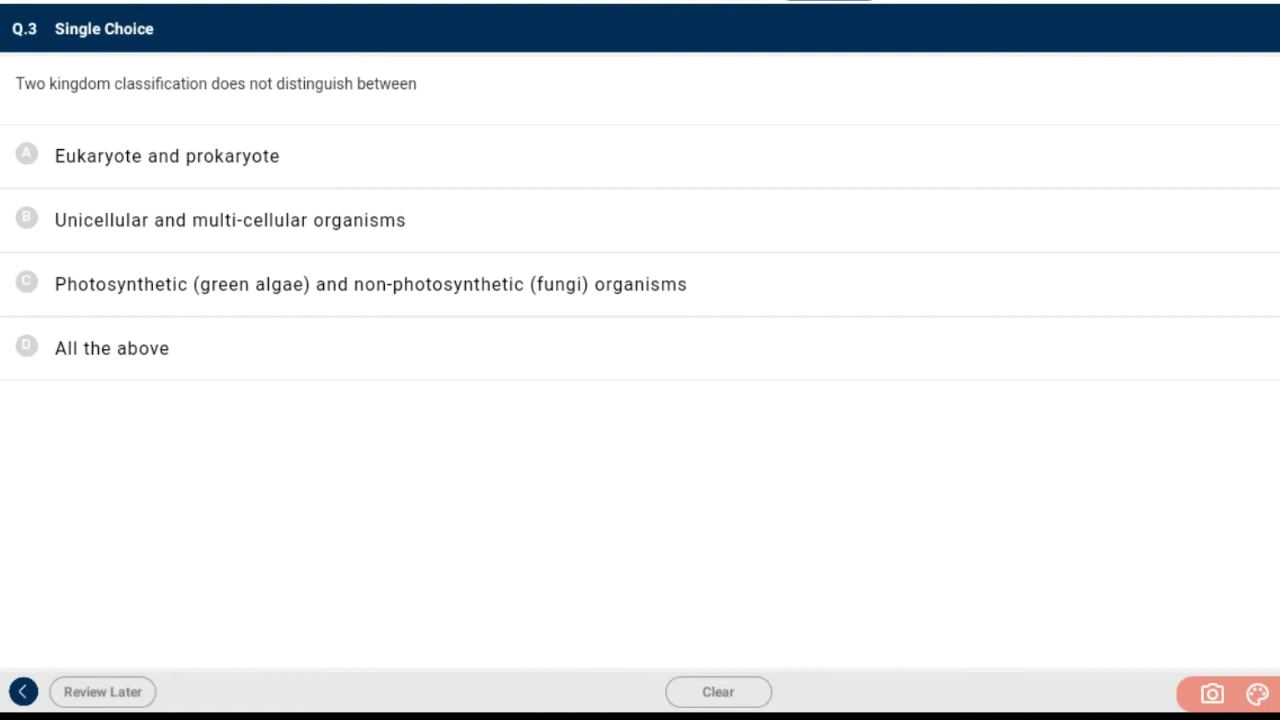 Q.3 Single Choice
Two kingdom classification does not distinguish between
A Eukaryote and prokaryote
B Unicellular and multi-cellular organisms
C Photosynthetic (green algae) and non-photosynthetic (fungi) organisms
D All the above
Review Later Clear